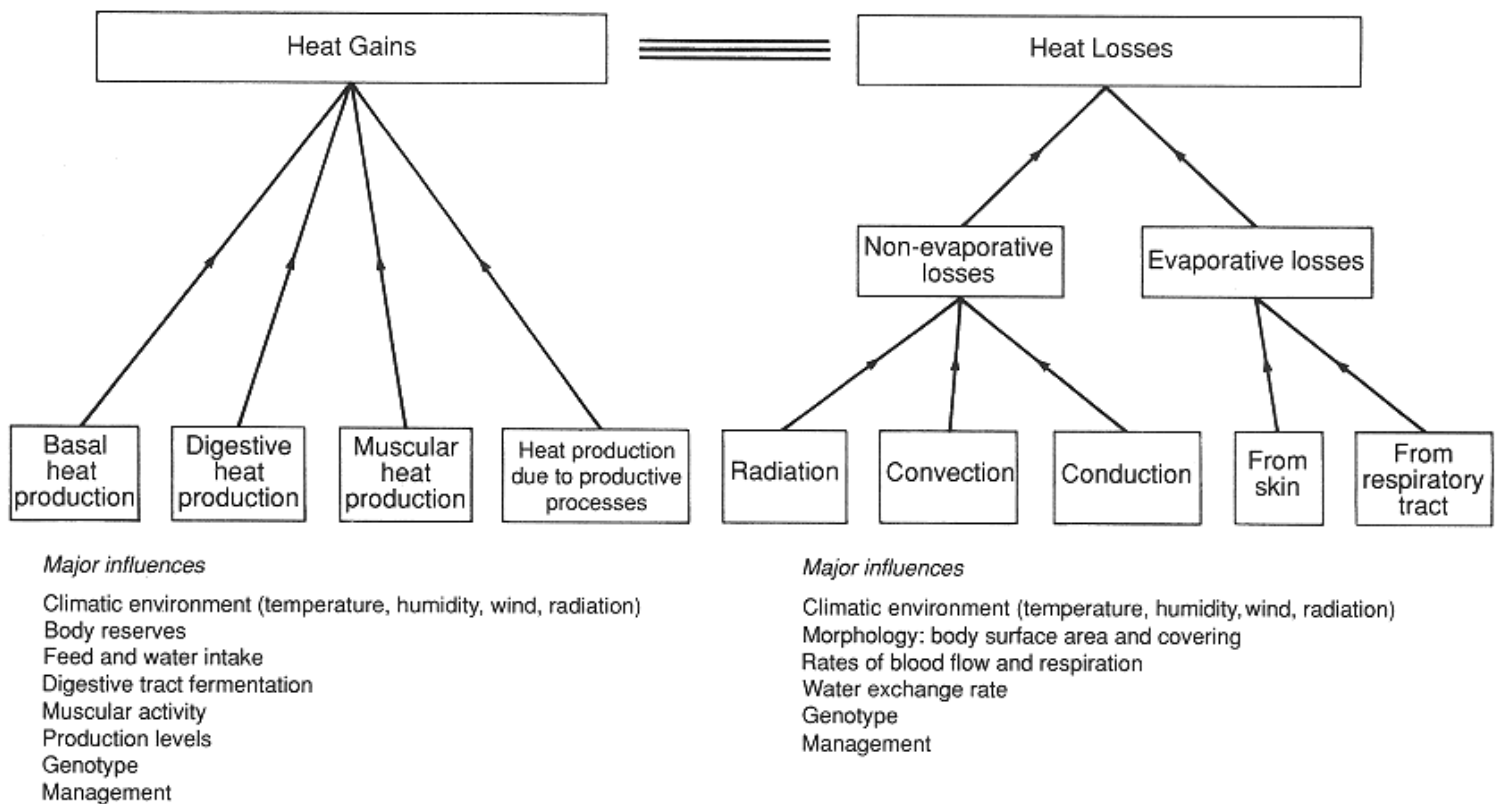 Heat Gains
Heat Losses
Non-evaporative
losses
Evaporative losses
Basal
heat
production
Digestive
heat
production
Muscular
heat
production
Heat production
due to productive
processes
Radiation
Convection
Conduction
From
skin
From
respiratory
tract
Major influences
Climatic environment (temperature, humidity, wind, radiation)
Body reserves
Feed and water intake
Digestive tract fermentation
Muscular activity
Production levels
Genotype
Management
Major influences
Climatic environment (temperature, humidity, wind, radiation)
Morphology: body surface area and covering
Rates of blood flow and respiration
Water exchange rate
Genotype
Management